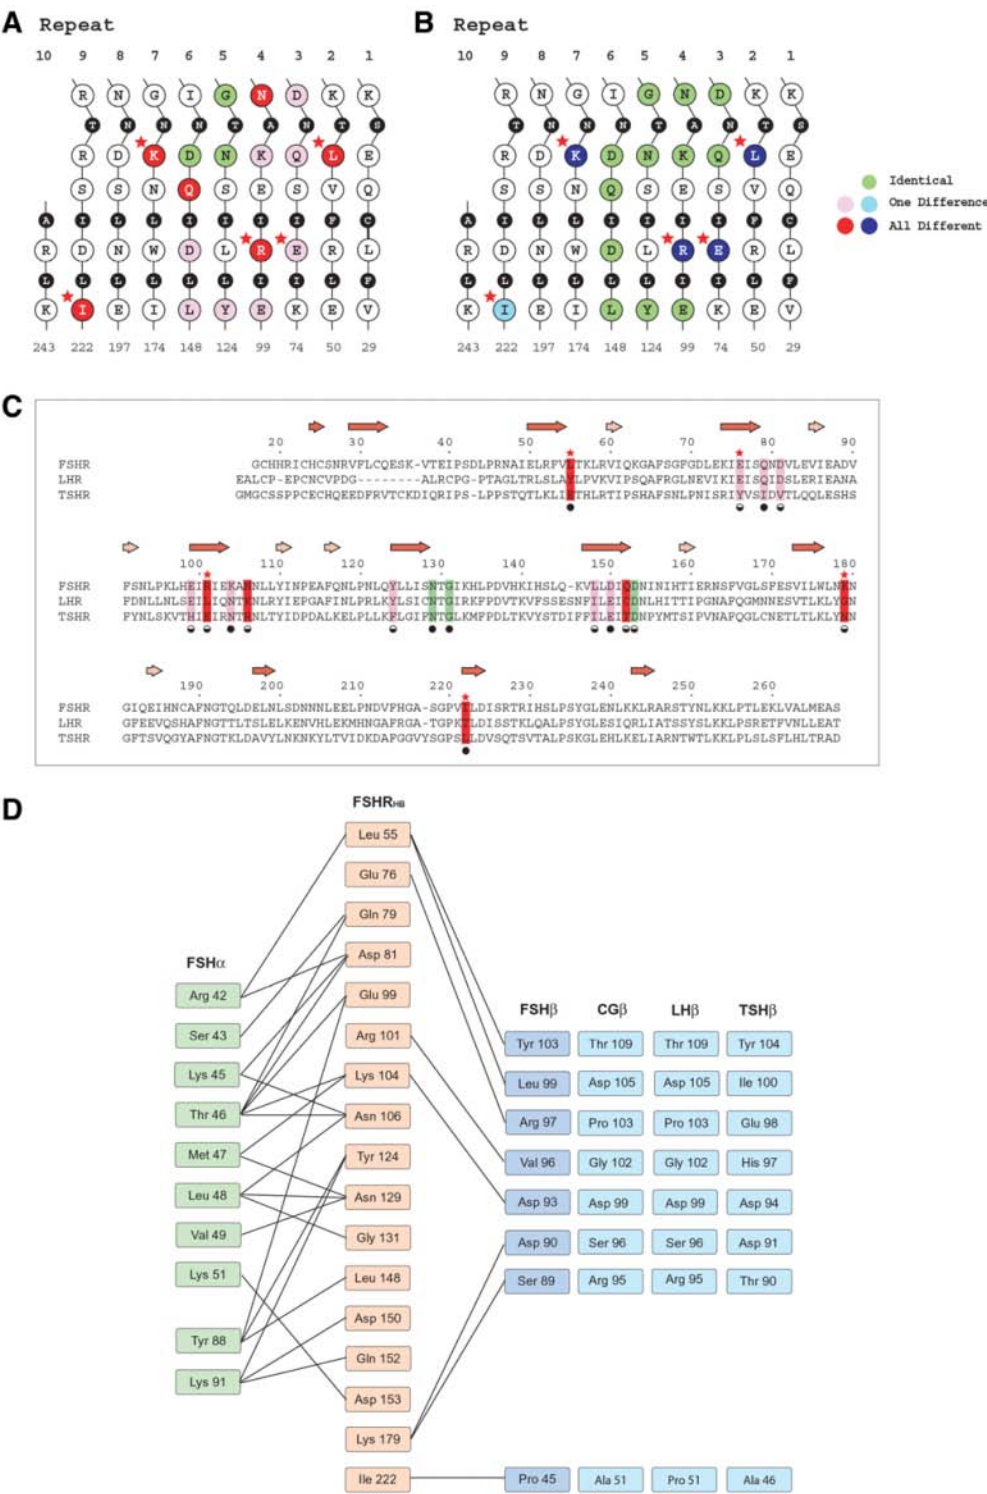 A Repeat
10 9 8 7 6 5 4 3 2 1
R N G I G N D K K
T N N N T A N T S
R D K D N K Q L E
S S N Q S E S V Q
A I L L I I I I F C
R D N W D L R E R L
L L L L L L I I L F
K I E I L Y E K E V
243 222 197 174 148 124 99 74 50 29
B Repeat
10 9 8 7 6 5 4 3 2 1
R N G I G N D K K
T N N N T A N T S
R D K D N K Q L E
S S N Q S E S V Q
A I L L I I I I F C
R D N W D L R E R L
L L L L L L I I L F
K I E I L Y E K E V
243 222 197 174 148 124 99 74 50 29
Identical
One Difference
All Different
C
20 30 40 50 60 70 80 90
FSHR GCHHRICHCSNRVFLCQESK-VTEIPSDLPRNAIELRFVLTKLRVIQKGAFSGFGDLEKIEISQNDVLEVIEADV
LHR EALCP-EPCNCVPDG--------ALRCPG-PTAGLTRLSLAYLPVKVIPSQAFRGLNEVIKIEISQIDSLERIEANA
TSHR GMGCSSPPCECHQEEDFRVTCKDIQRIPS-LPPSTQTLKLIETHLRTIPSHAFSNLPNISRIYVSIDVTLQQLESHS
100 110 120 130 140 150 160 170 180
FSHR FSNLPKLHEIRIEKANNLLYINPEAFQNLPNLQYLLISNTGIKHLPDVHKIHSLQ-KVLLDIQDNINIHTIERNSFVGLSFESVILWLNKN
LHR FDNLLNLSEILIQNTKNLRYIEPGAFINLPRLKYLSICNTGIRKFPDVTKVFSSESNFILEICDNLHITTIPGNAFQGMNNESVTLKLYGN
TSHR FYNLSKVTHIEIRNTRNLTYIDPDALKELPLLKFLGIFNTGLKMFPDLTKVYSTDIFFILEITDNPYMTSIPVNAFQGLCNETLTLKLYNN
190 200 210 220 230 240 250 260
FSHR GIQEIHNCAFNGTQLDELNLSDNNNLEELPNDVFHGA-SGPVILDISRTRIHSLPSYGLENLKKLRARSTYNLKKLPTLEKLVALMEAS
LHR GFEEVQSHAFNGTTLTSLELKENVHLEKMHNGAFRGA-TGPKTLDISSTKLQALPSYGLESIQRLIATSSYSLKKLPSRETFVNLLEAT
TSHR GFTSVQGYAFNGTKLDAVYLNKNKYLTVIDKDAFGGVYSGPSLLDVSQTSVTALPSKGLEHLKELIARNTWTLKKLPLSLSFLHLTRAD
D
FSHRHB
FSHα
FSHβ CGβ LHβ TSHβ
Leu 55
Glu 76
Gln 79
Asp 81
Glu 99
Arg 101
Lys 104
Asn 106
Tyr 124
Asn 129
Gly 131
Leu 148
Asp 150
Gln 152
Asp 153
Lys 179
Ile 222
Arg 42
Ser 43
Lys 45
Thr 46
Met 47
Leu 48
Val 49
Lys 51
Tyr 88
Lys 91
Tyr 103 Thr 109 Thr 109 Tyr 104
Leu 99 Asp 105 Asp 105 Ile 100
Arg 97 Pro 103 Pro 103 Glu 98
Val 96 Gly 102 Gly 102 His 97
Asp 93 Asp 99 Asp 99 Asp 94
Asp 90 Ser 96 Ser 96 Asp 91
Ser 89 Arg 95 Arg 95 Thr 90
Pro 45 Ala 51 Pro 51 Ala 46